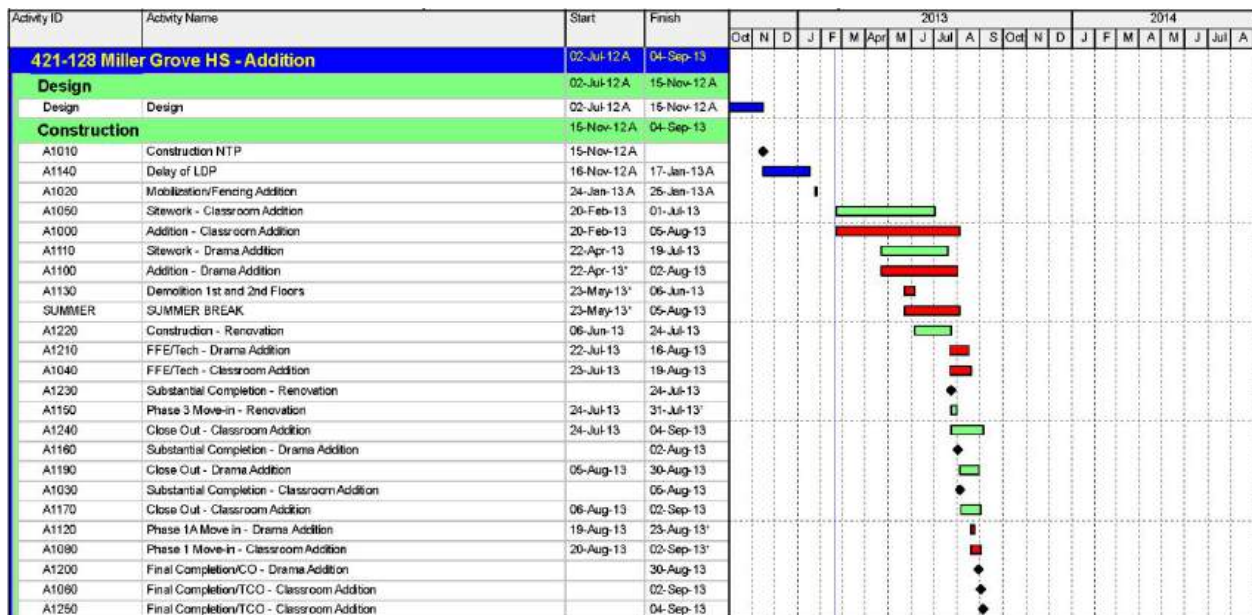 Activity ID Activity Name Start Finish 2013 2014
Oct N D J F M Apr M J Jul A S Oct N D J F M A M J Jul A
421-128 Miller Grove HS - Addition 02-Jul-12 A 04-Sep-13
Design 02-Jul-12 A 15-Nov-12 A
Design Design 02-Jul-12 A 15-Nov-12 A
Construction 15-Nov-12 A 04-Sep-13
A1010 Construction NTP 15-Nov-12 A
A1140 Delay of LDP 16-Nov-12 A 17-Jan-13 A
A1020 Mobilization/Fencing Addition 24-Jan-13 A 25-Jan-13 A
A1050 Sitework - Classroom Addition 20-Feb-13 01-Jul-13
A1000 Addition - Classroom Addition 20-Feb-13 05-Aug-13
A1110 Sitework - Drama Addition 22-Apr-13 19-Jul-13
A1100 Addition - Drama Addition 22-Apr-13* 02-Aug-13
A1130 Demolition 1st and 2nd Floors 23-May-13* 06-Jun-13
SUMMER SUMMER BREAK 23-May-13* 05-Aug-13
A1220 Construction - Renovation 06-Jun-13 24-Jul-13
A1210 FFE/Tech - Drama Addition 22-Jul-13 16-Aug-13
A1040 FFE/Tech - Classroom Addition 23-Jul-13 19-Aug-13
A1230 Substantial Completion - Renovation 24-Jul-13
A1150 Phase 3 Move-in - Renovation 24-Jul-13 31-Jul-13*
A1240 Close Out - Classroom Addition 24-Jul-13 04-Sep-13
A1160 Substantial Completion - Drama Addition 02-Aug-13
A1190 Close Out - Drama Addition 05-Aug-13 30-Aug-13
A1030 Substantial Completion - Classroom Addition 05-Aug-13
A1170 Close Out - Classroom Addition 06-Aug-13 02-Sep-13
A1120 Phase 1A Move in - Drama Addition 19-Aug-13 23-Aug-13*
A1080 Phase 1 Move-in - Classroom Addition 20-Aug-13 02-Sep-13*
A1200 Final Completion/CO - Drama Addition 30-Aug-13
A1060 Final Completion/TCO - Classroom Addition 02-Sep-13
A1250 Final Completion/TCO - Classroom Addition 04-Sep-13